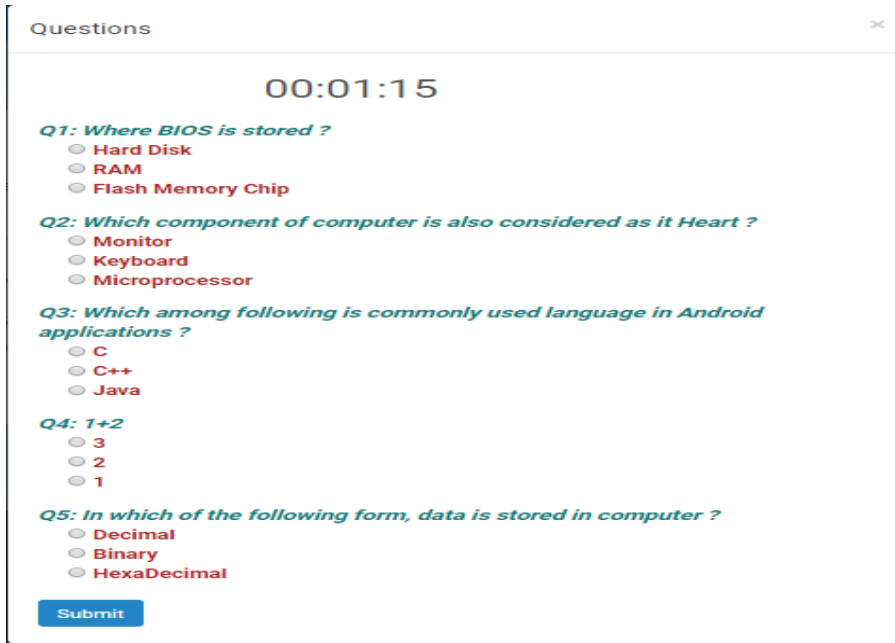 Questions
×
00:01:15
Q1: Where BIOS is stored ?
Hard Disk
RAM
Flash Memory Chip
Q2: Which component of computer is also considered as it Heart ?
Monitor
Keyboard
Microprocessor
Q3: Which among following is commonly used language in Android
applications ?
C
C++
Java
Q4: 1+2
3
2
1
Q5: In which of the following form, data is stored in computer ?
Decimal
Binary
HexaDecimal
Submit